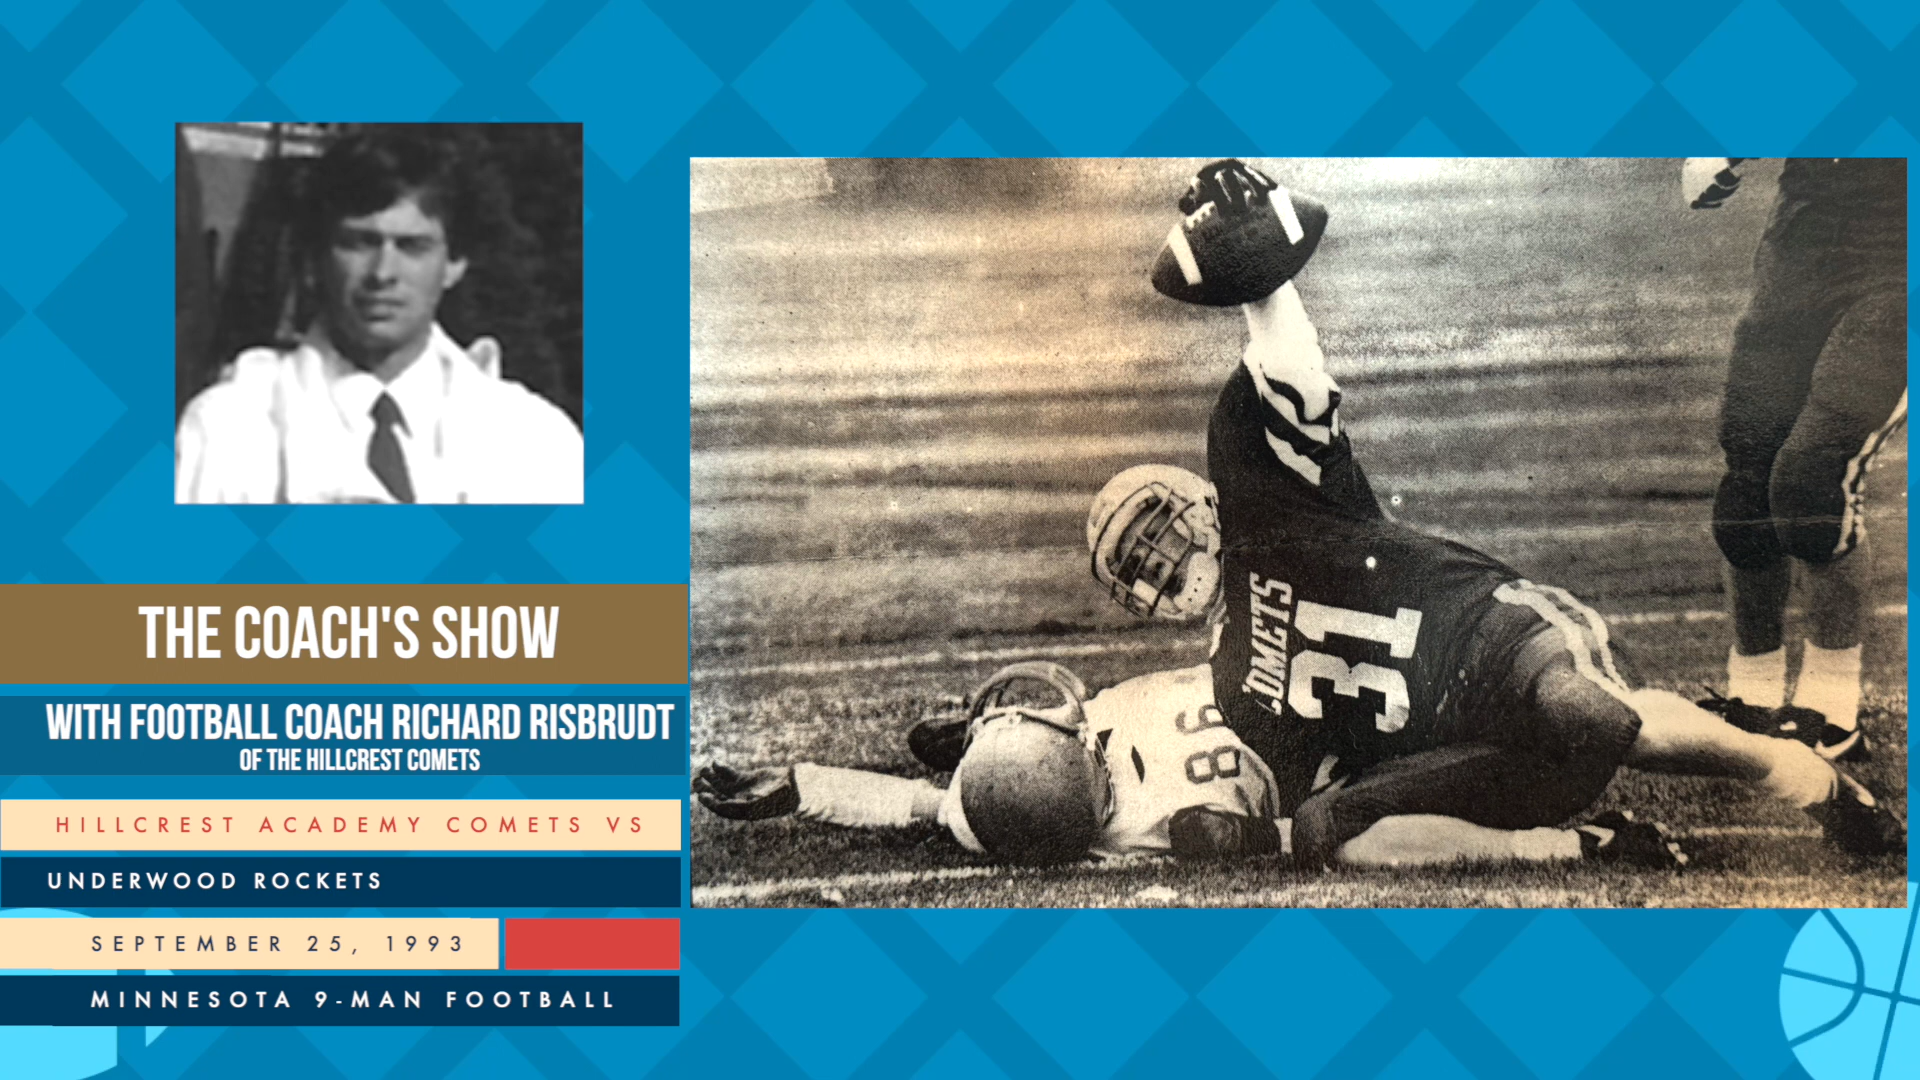 THE COACH'S SHOW
WITH FOOTBALL COACH RICHARD RISBRUDT
OF THE HILLCREST COMETS
HILLCREST ACADEMY COMETS VS
UNDERWOOD ROCKETS
SEPTEMBER 25, 1993
MINNESOTA 9-MAN FOOTBALL
COMETS
31
86